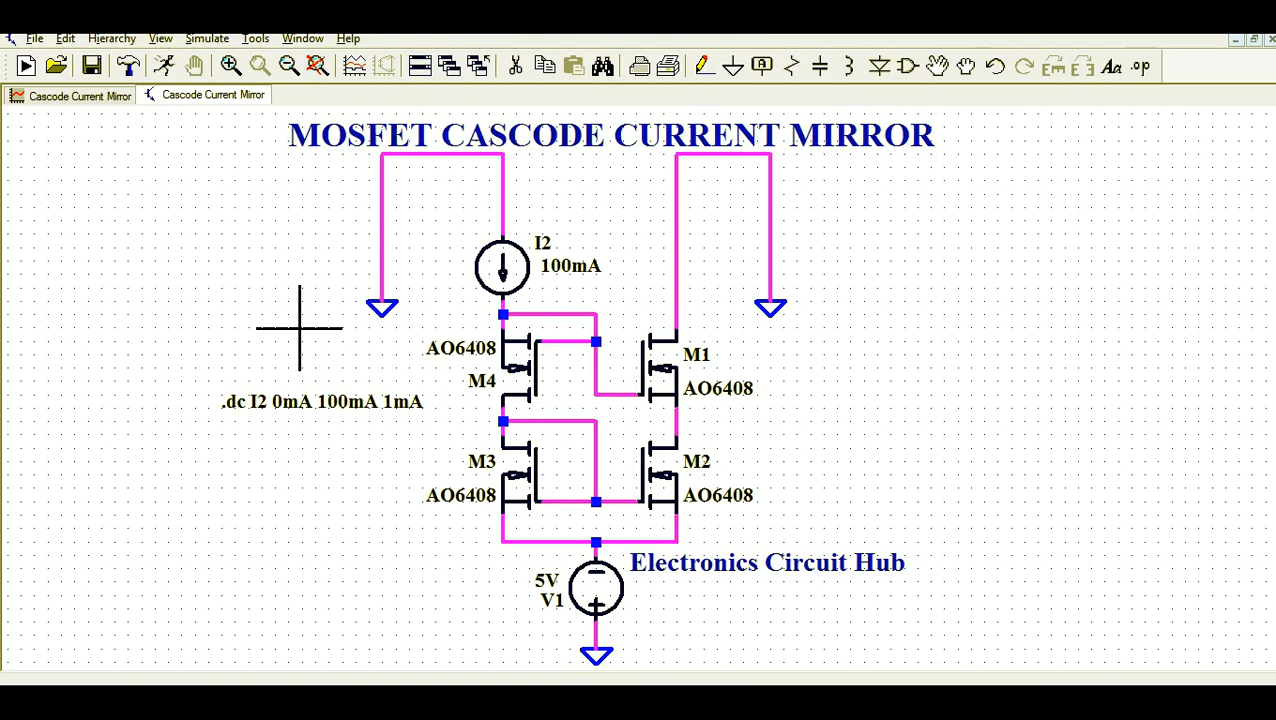 File Edit Hierarchy View Simulate Tools Window Help
Aa .op
Cascode Current Mirror Cascode Current Mirror
MOSFET CASCODE CURRENT MIRROR
I2
100mA
AO6408
M4
M1
AO6408
.dc I2 0mA 100mA 1mA
M3
AO6408
M2
AO6408
Electronics Circuit Hub
5V
V1